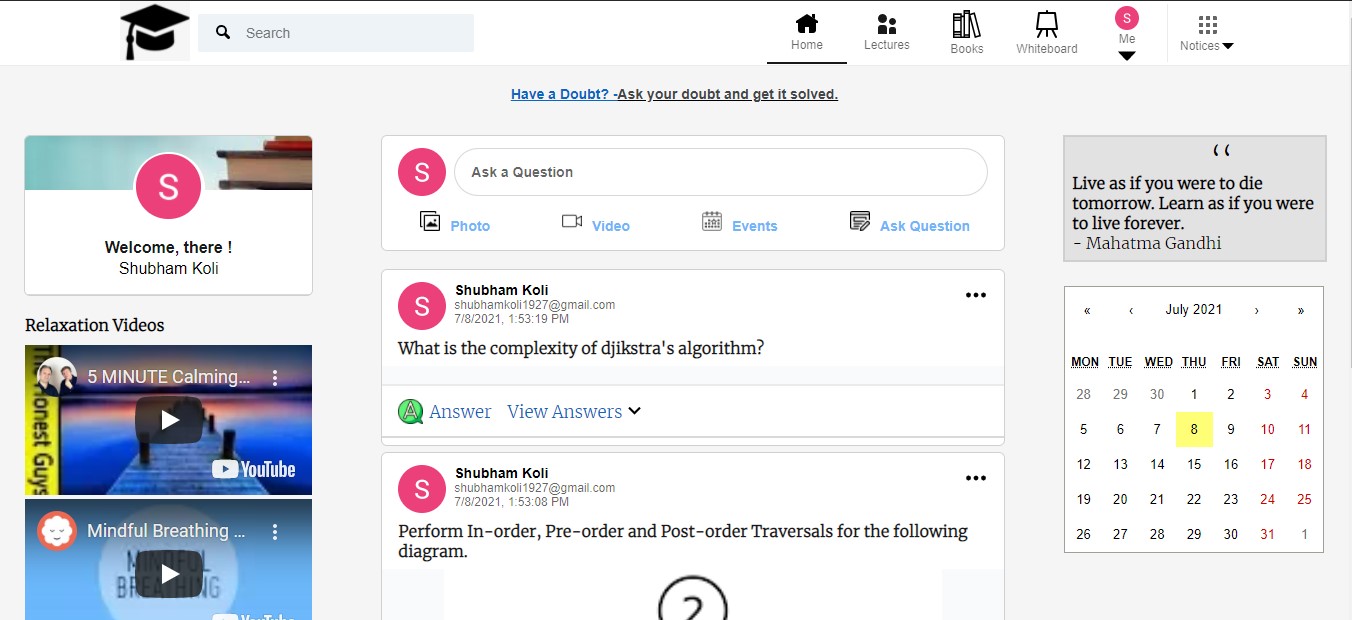 Search
Home
Lectures
Books
Whiteboard
S
Me
Notices
Have a Doubt? -Ask your doubt and get it solved.
S
Welcome, there !
Shubham Koli
Relaxation Videos
The Honest Guys
5 MINUTE Calming...
YouTube
Mindful Breathing ...
MINDFUL
BREATHING
YouTube
S
Ask a Question
Photo
Video
Events
Ask Question
S
Shubham Koli
shubhamkoli1927@gmail.com
7/8/2021, 1:53:19 PM
What is the complexity of djikstra's algorithm?
A
Answer
View Answers
S
Shubham Koli
shubhamkoli1927@gmail.com
7/8/2021, 1:53:08 PM
Perform In-order, Pre-order and Post-order Traversals for the following
diagram.
2
“
Live as if you were to die
tomorrow. Learn as if you were
to live forever.
- Mahatma Gandhi
« ‹ July 2021 › »
MON TUE WED THU FRI SAT SUN
28 29 30 1 2 3 4
5 6 7 8 9 10 11
12 13 14 15 16 17 18
19 20 21 22 23 24 25
26 27 28 29 30 31 1